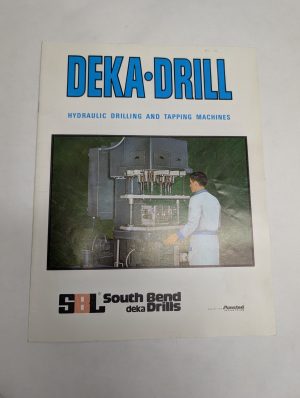 DEKA•DRILL
HYDRAULIC DRILLING AND TAPPING MACHINES
SBL South Bend
deka Drills